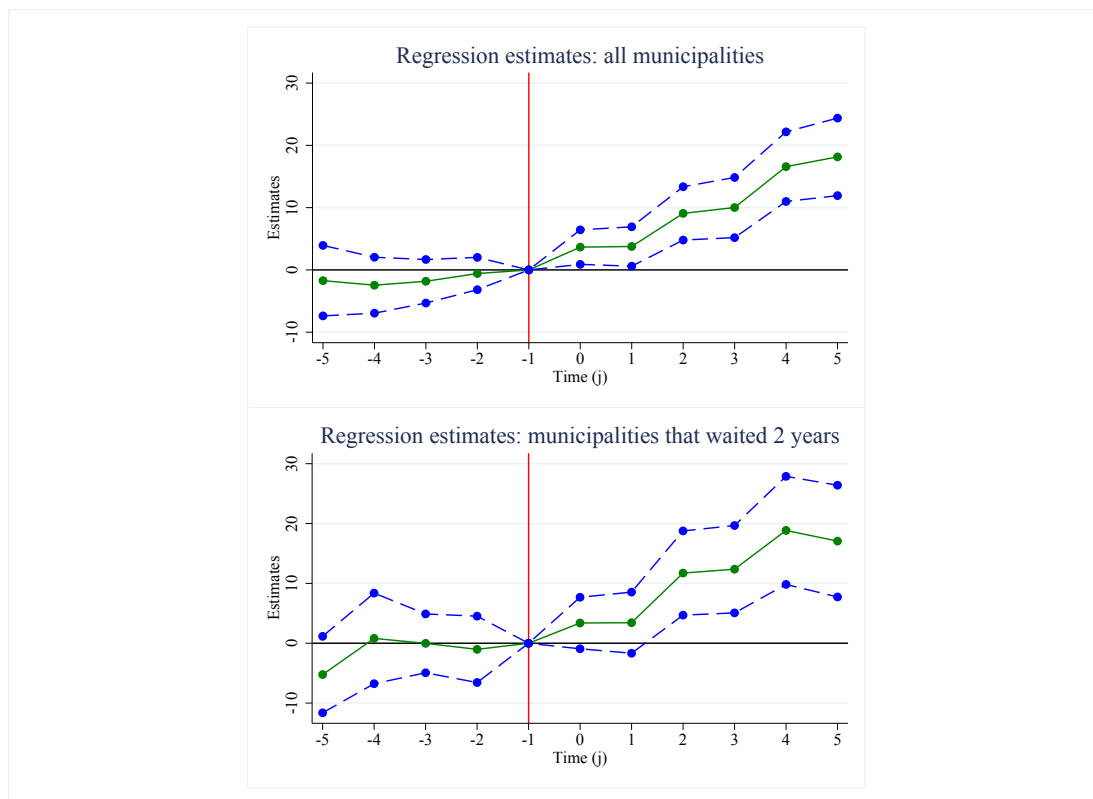 Regression estimates: all municipalities
30
20
10
0
-10
Estimates
-5 -4 -3 -2 -1 0 1 2 3 4 5
Time (j)
Regression estimates: municipalities that waited 2 years
30
20
10
0
-10
Estimates
-5 -4 -3 -2 -1 0 1 2 3 4 5
Time (j)